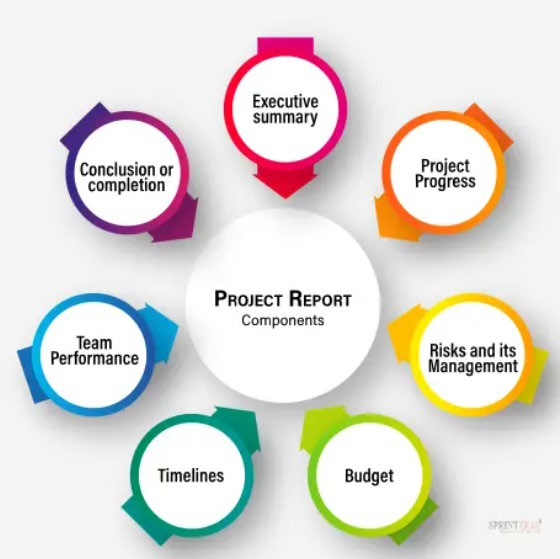 Executive
summary
Project
Progress
Risks and its
Management
Budget
Timelines
Team
Performance
Conclusion or
completion
PROJECT REPORT
Components